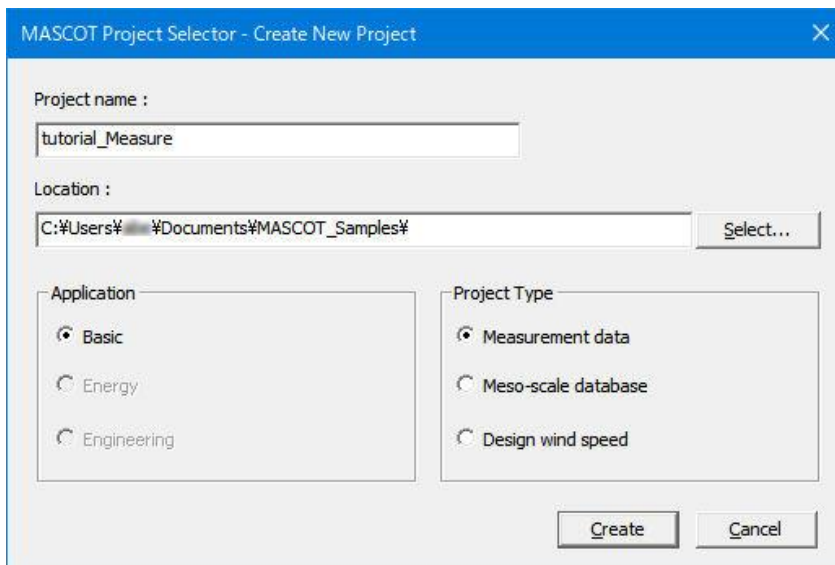 MASCOT Project Selector - Create New Project
Project name :
tutorial_Measure
Location :
C:¥Users¥ ¥Documents¥MASCOT_Samples¥
Select...
Application
Basic
Energy
Engineering
Project Type
Measurement data
Meso-scale database
Design wind speed
Create
Cancel